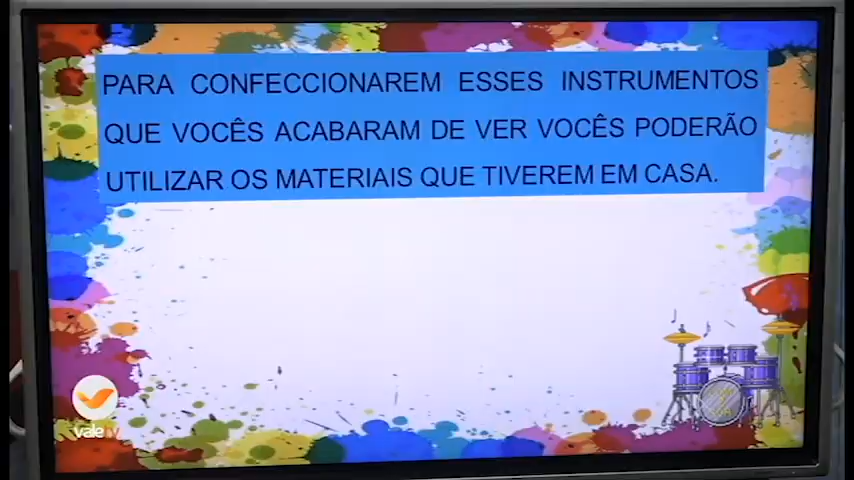 PARA CONFECCIONAREM ESSES INSTRUMENTOS
QUE VOCÊS ACABARAM DE VER VOCÊS PODERÃO
UTILIZAR OS MATERIAIS QUE TIVEREM EM CASA.
vale tv